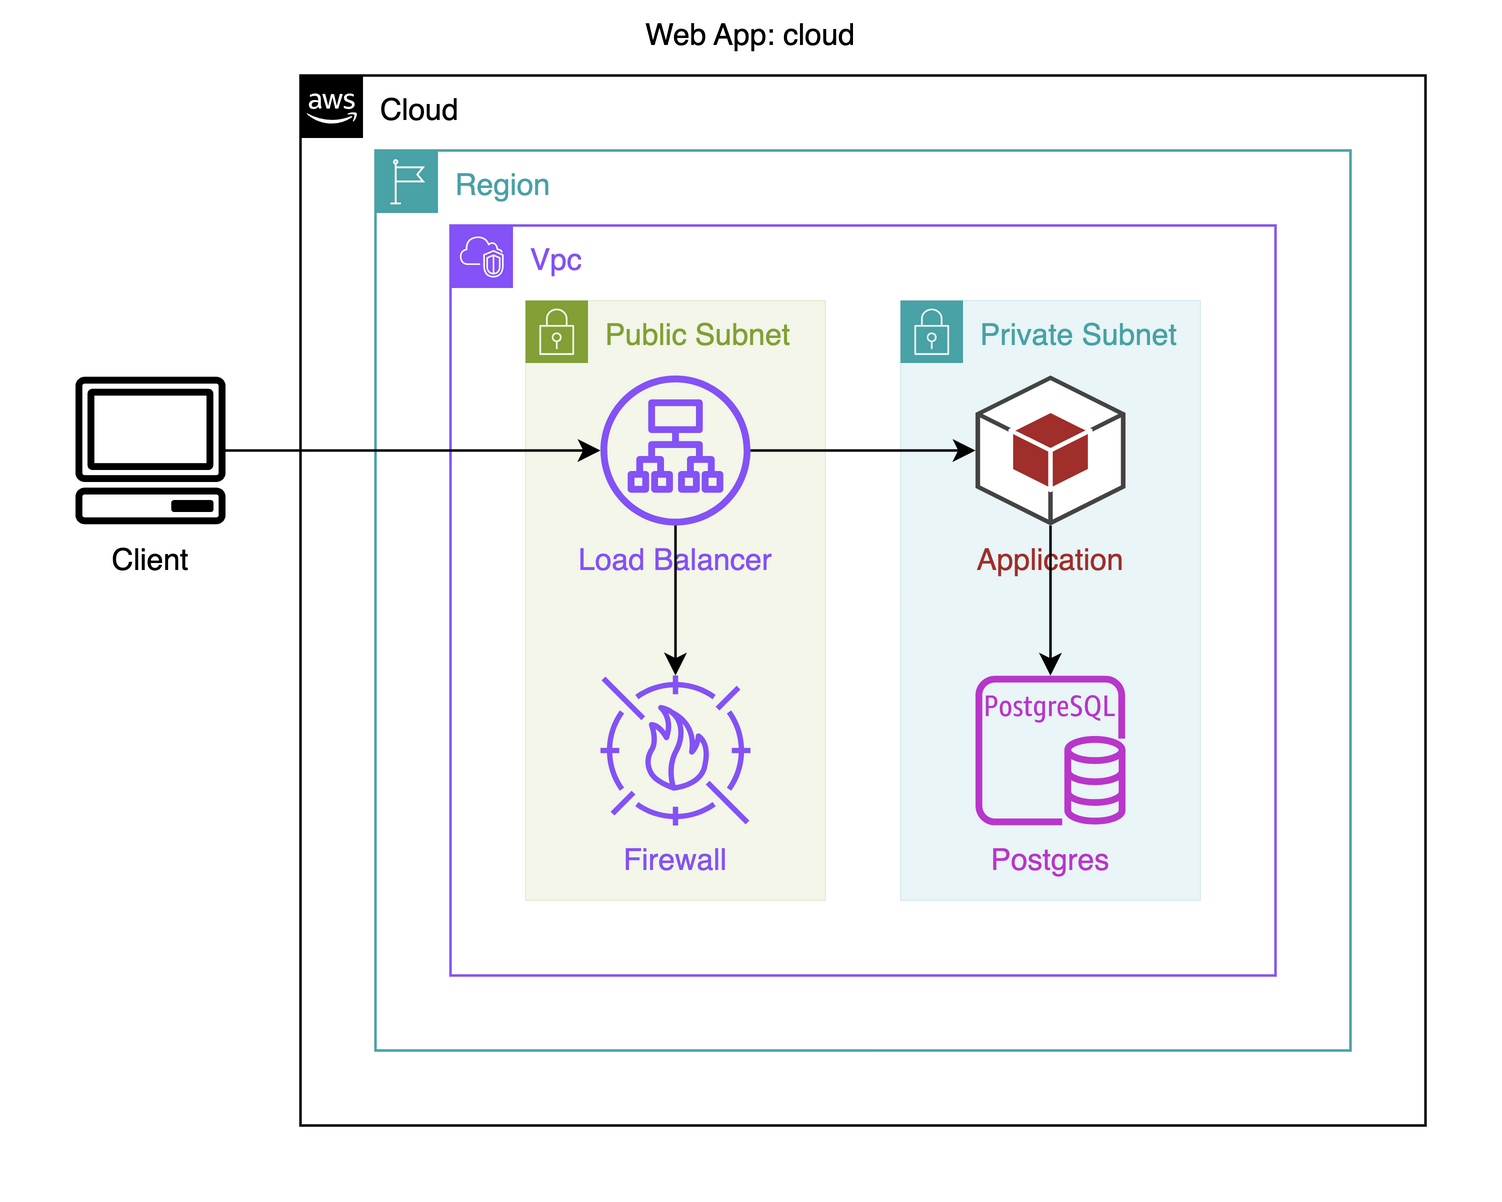 Web App: cloud
aws
Cloud
Region
Vpc
Public Subnet
Private Subnet
Client
Load Balancer
Application
PostgreSQL
Firewall
Postgres